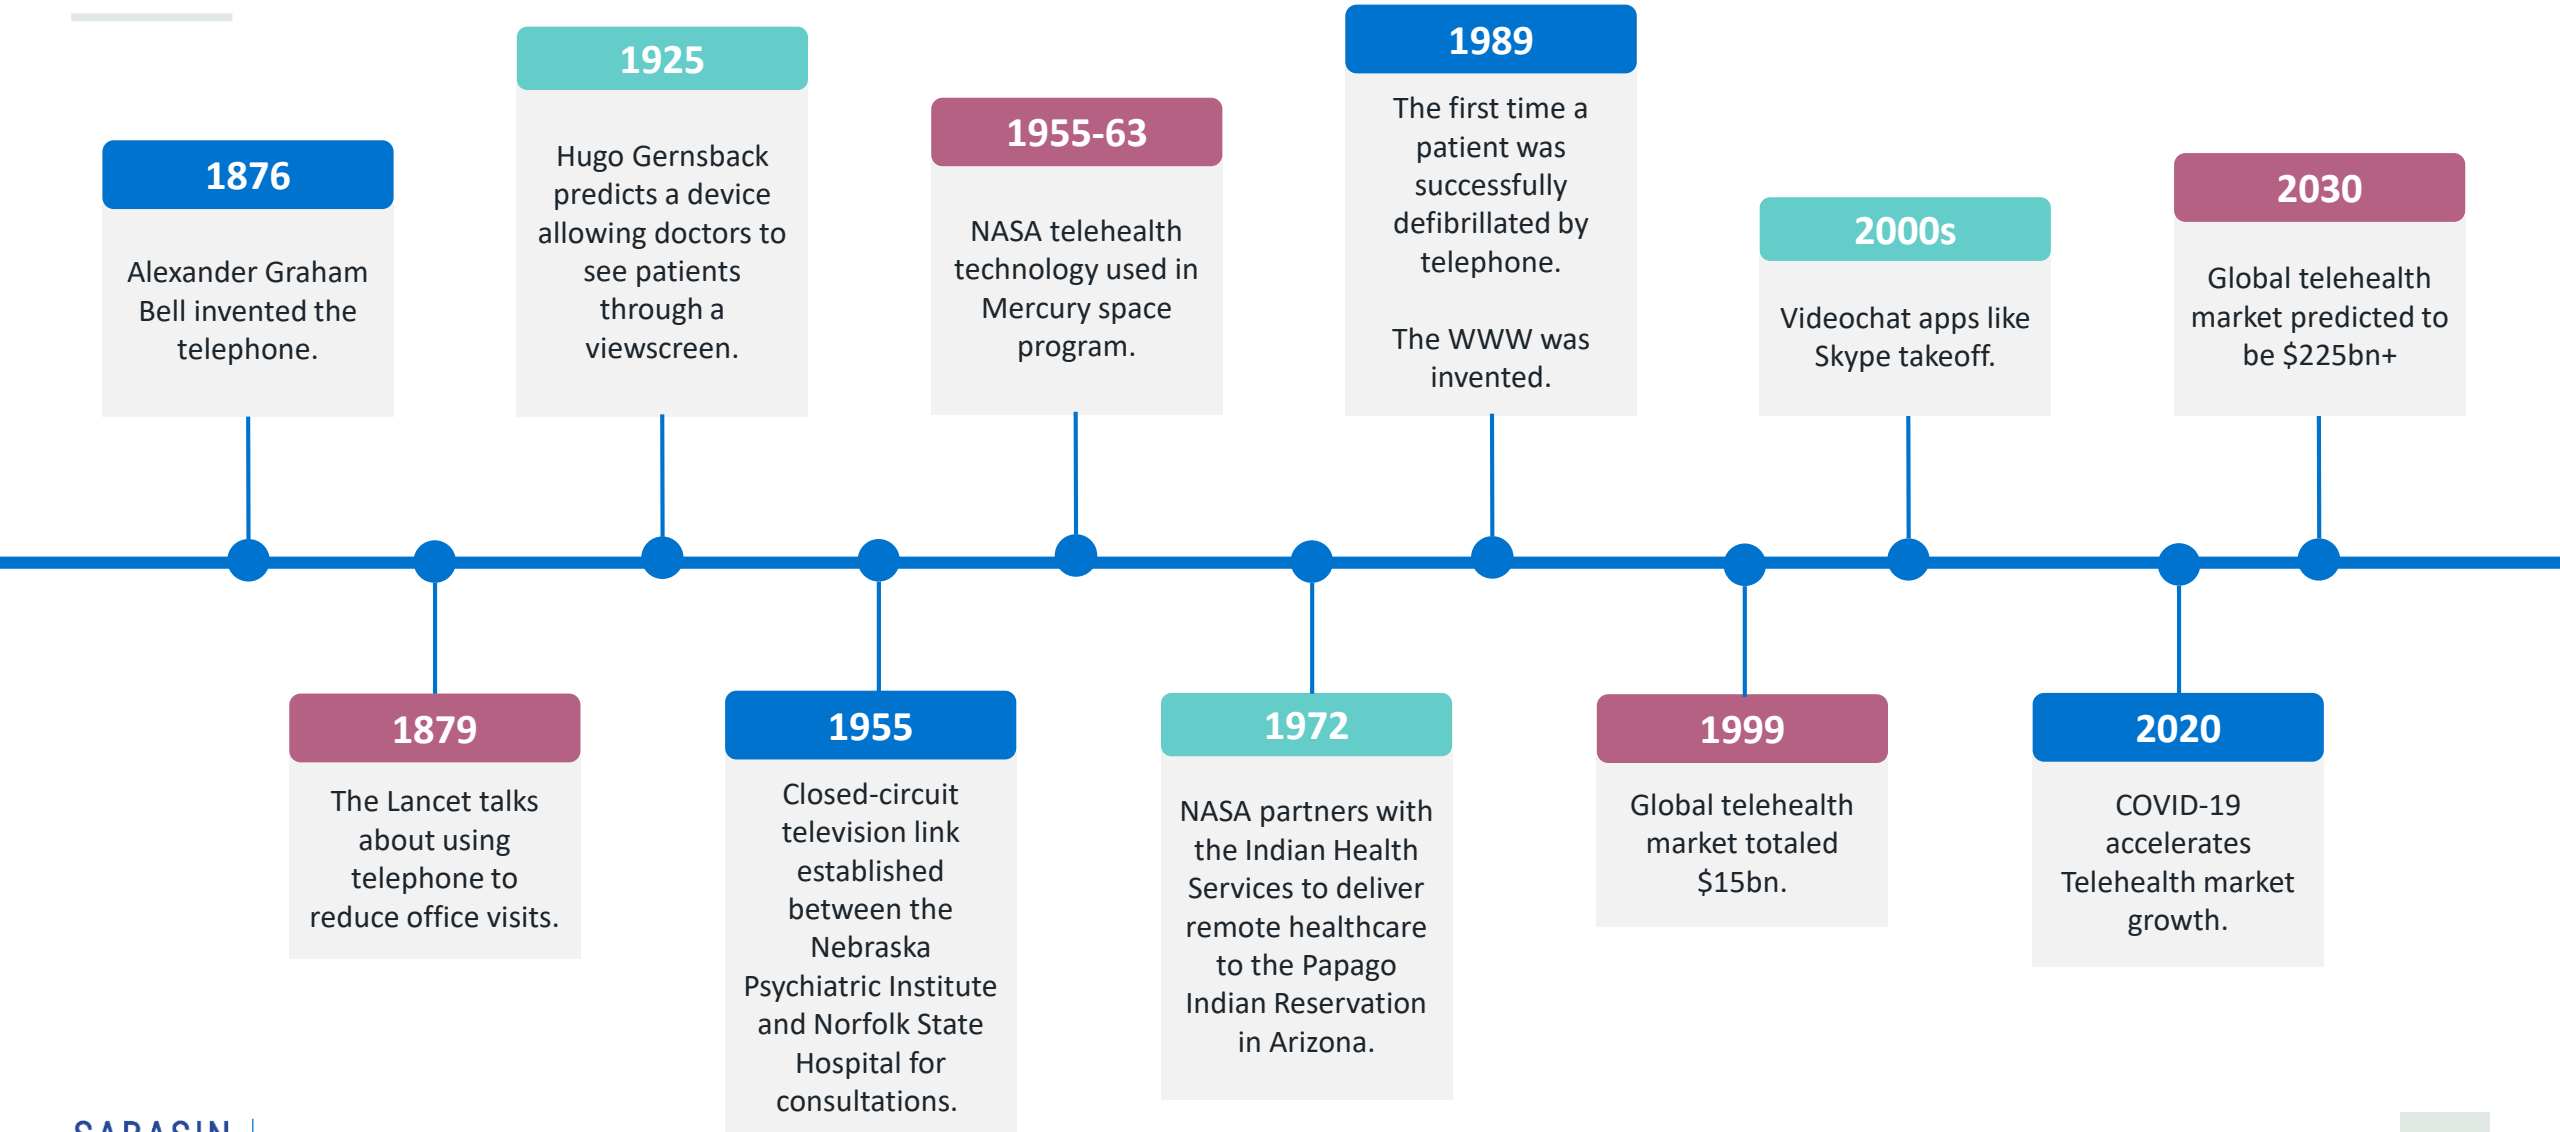 1876
Alexander Graham
Bell invented the
telephone.
1879
The Lancet talks
about using
telephone to
reduce office visits.
1925
Hugo Gernsback
predicts a device
allowing doctors to
see patients
through a
viewscreen.
1955
Closed-circuit
television link
established
between the
Nebraska
Psychiatric Institute
and Norfolk State
Hospital for
consultations.
1955-63
NASA telehealth
technology used in
Mercury space
program.
1972
NASA partners with
the Indian Health
Services to deliver
remote healthcare
to the Papago
Indian Reservation
in Arizona.
1989
The first time a
patient was
successfully
defibrillated by
telephone.
The WWW was
invented.
1999
Global telehealth
market totaled
$15bn.
2000s
Videochat apps like
Skype takeoff.
2020
COVID-19
accelerates
Telehealth market
growth.
2030
Global telehealth
market predicted to
be $225bn+
SARASIN